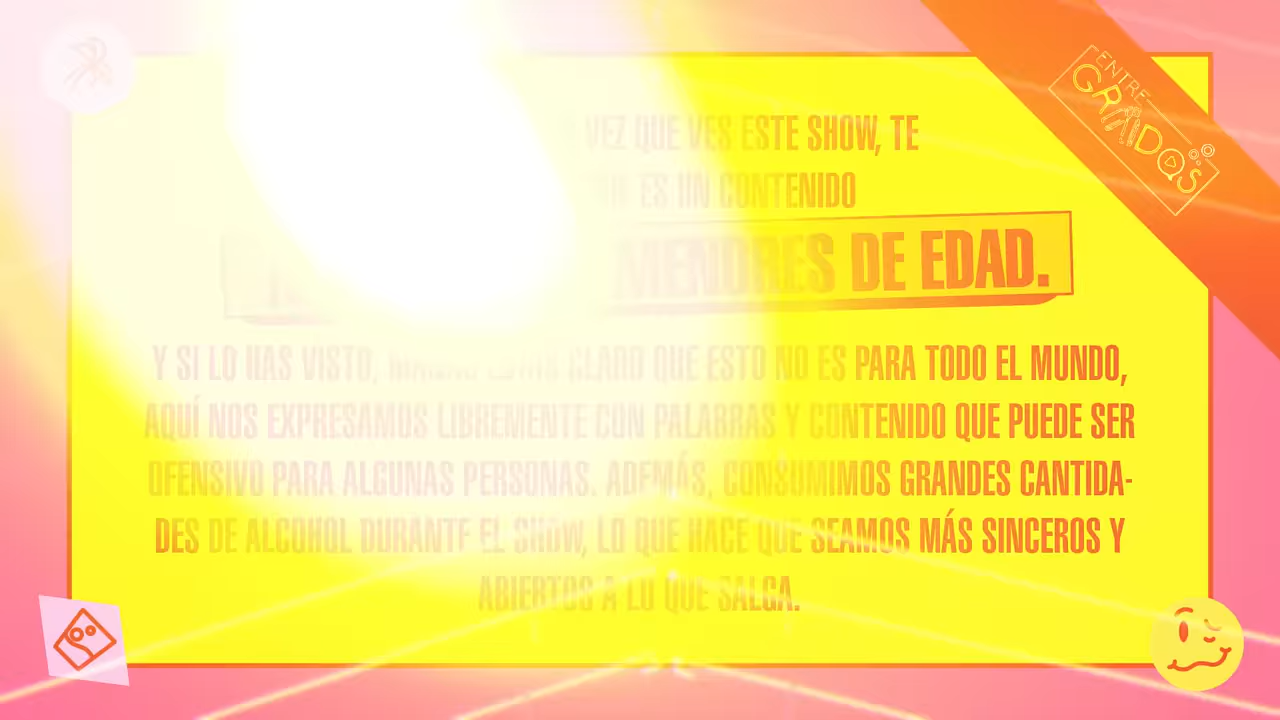 VEZ QUE VES ESTE SHOW, TE
ES UN CONTENIDO
MENORES DE EDAD.
Y SI LO HAS VISTO, CLARO QUE ESTO NO ES PARA TODO EL MUNDO,
AQUÍ NOS EXPRESAMOS LIBREMENTE CON PALABRAS Y CONTENIDO QUE PUEDE SER
OFENSIVO PARA ALGUNAS PERSONAS. ADEMÁS, CONSUMIMOS GRANDES CANTIDA-
DES DE ALCOHOL DURANTE EL SHOW, LO QUE HACE QUE SEAMOS MÁS SINCEROS Y
ABIERTOS A LO QUE SALGA.
ENTRE
GRADOS